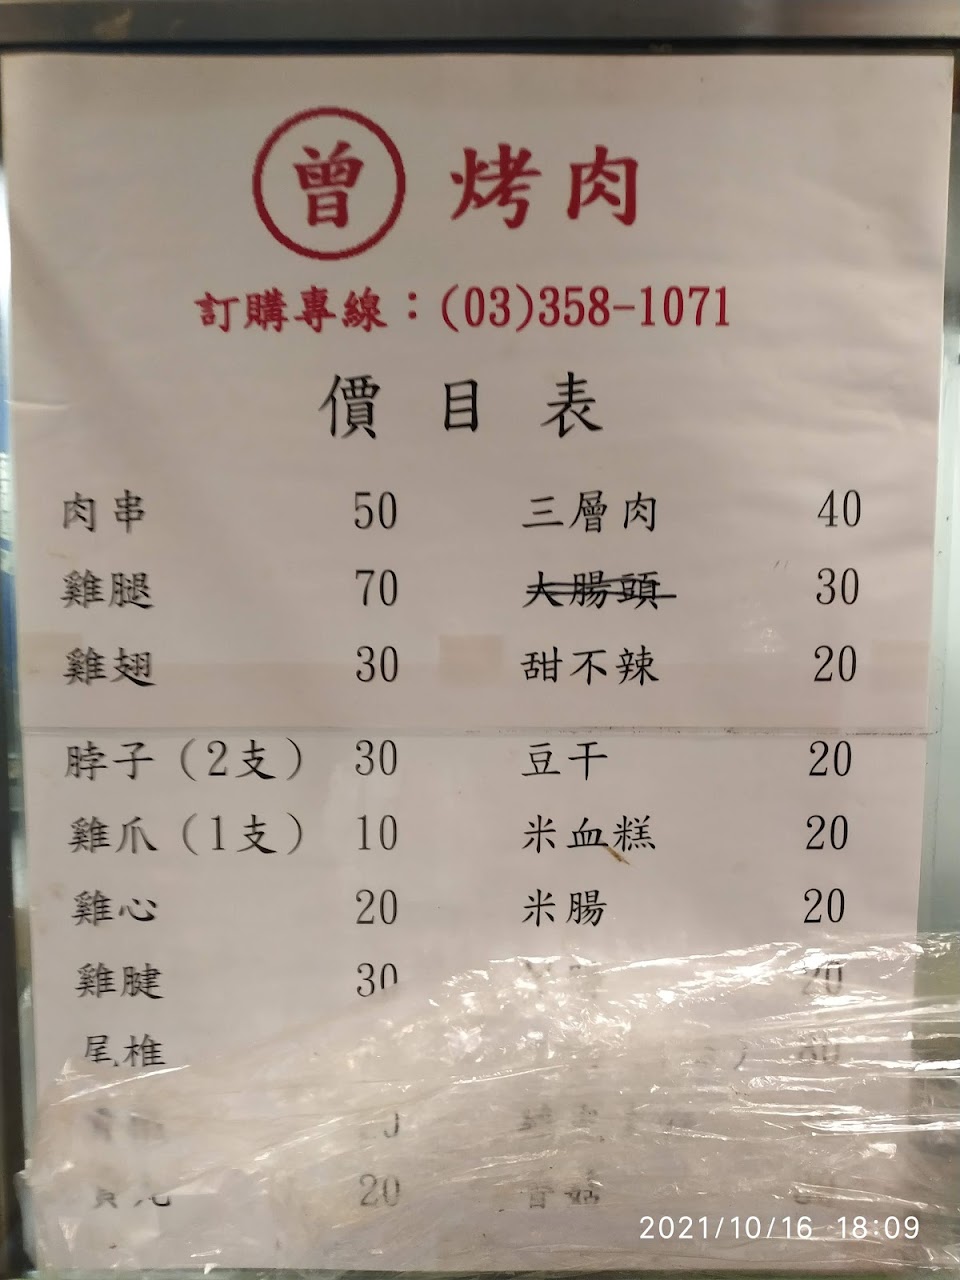 曾 烤肉
訂購專線：(03)358-1071
價目表
肉串 50 三層肉 40
雞腿 70 大腸頭 30
雞翅 30 甜不辣 20
脖子（2支） 30 豆干 20
雞爪（1支） 10 米血糕 20
雞心 20 米腸 20
雞腱 30 20
尾椎
20 香菇
2021/10/16 18:09